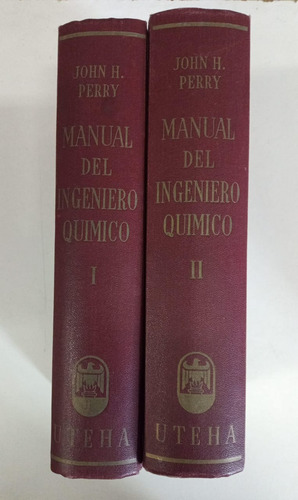 JOHN H.
PERRY
MANUAL
DEL
INGENIERO
QUIMICO
I
UTEHA
JOHN H.
PERRY
MANUAL
DEL
INGENIERO
QUIMICO
II
UTEHA